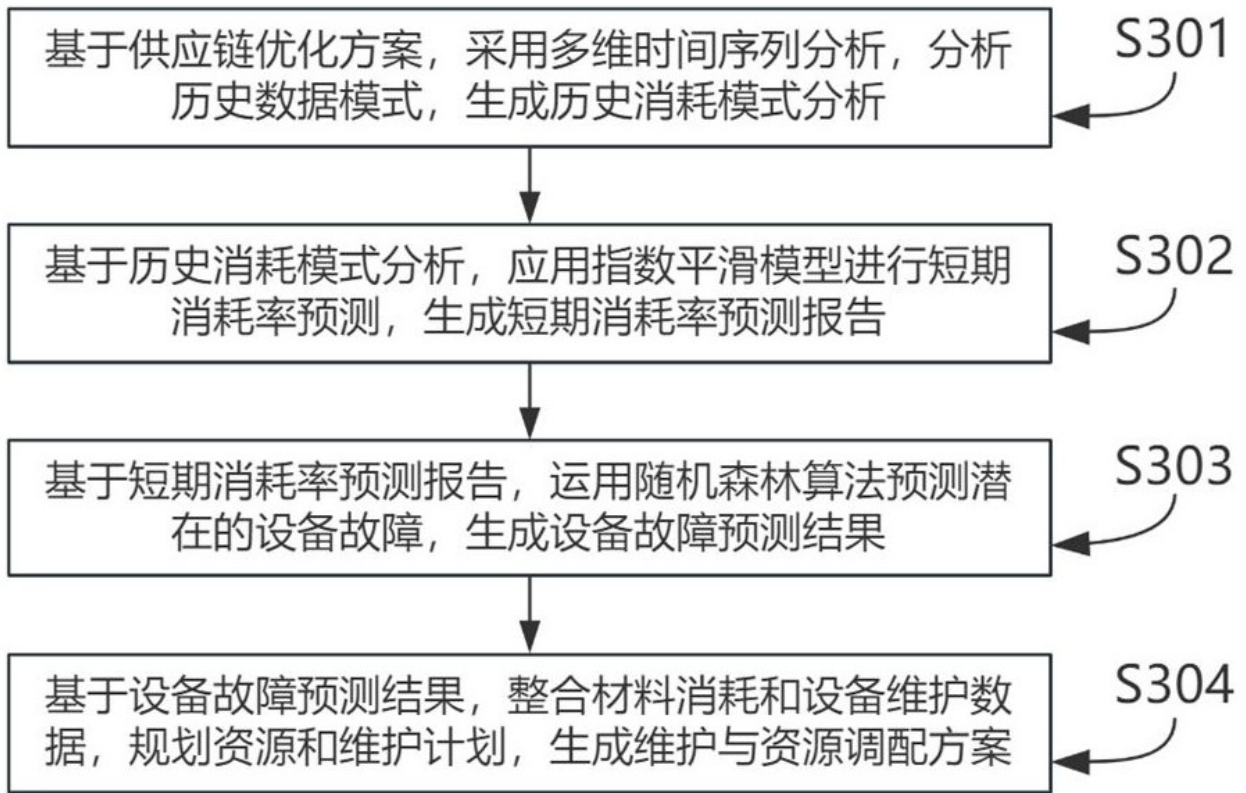 基于供应链优化方案，采用多维时间序列分析，分析
历史数据模式，生成历史消耗模式分析
S301
基于历史消耗模式分析，应用指数平滑模型进行短期
消耗率预测，生成短期消耗率预测报告
S302
基于短期消耗率预测报告，运用随机森林算法预测潜
在的设备故障，生成设备故障预测结果
S303
基于设备故障预测结果，整合材料消耗和设备维护数
据，规划资源和维护计划，生成维护与资源调配方案
S304